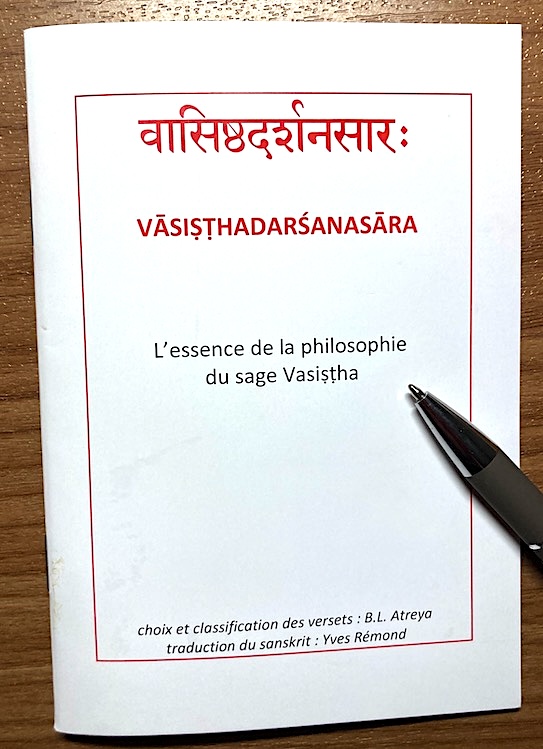 वासिष्ठदर्शनसारः
VĀSIṢṬHADARŚANASĀRA
L’essence de la philosophie
du sage Vasiṣṭha
choix et classification des versets : B.L. Atreya
traduction du sanskrit : Yves Rémond